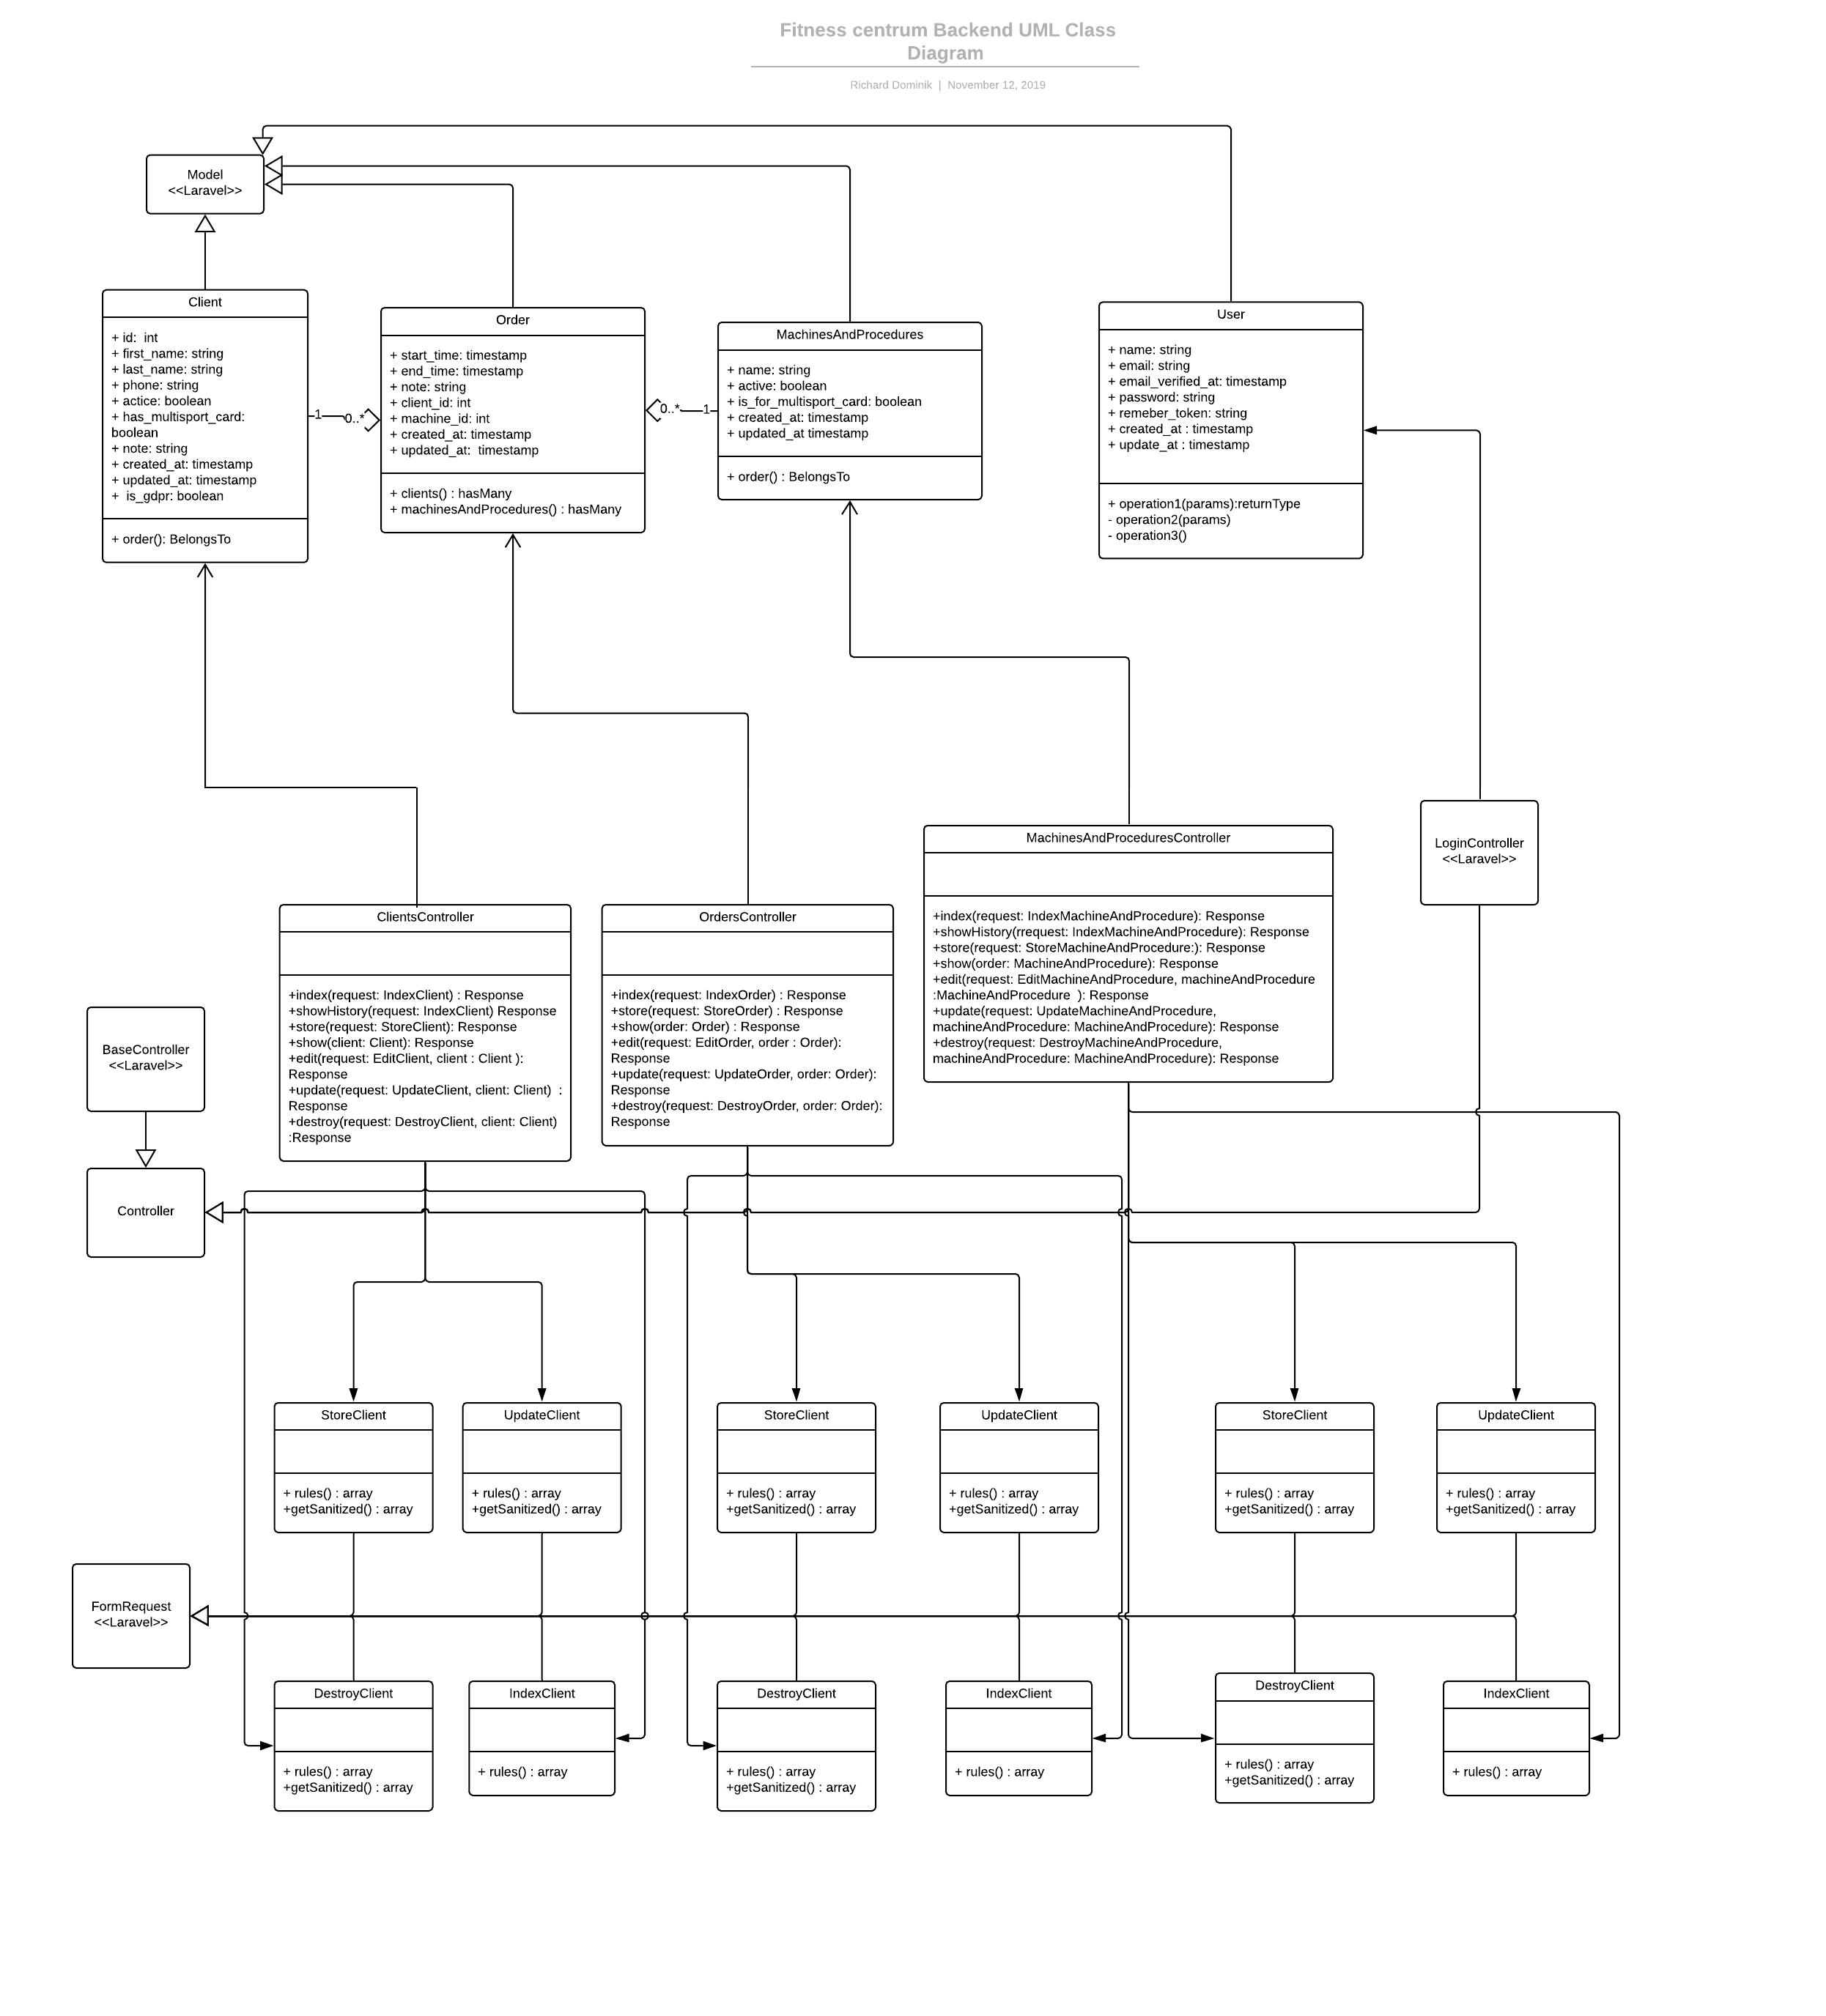 Fitness centrum Backend UML Class
Diagram
Richard Dominik | November 12, 2019
Model
<<Laravel>>
Client
+ id:  int
+ first_name: string
+ last_name: string
+ phone: string
+ actice: boolean
+ has_multisport_card:
boolean
+ note: string
+ created_at: timestamp
+ updated_at: timestamp
+  is_gdpr: boolean
+ order(): BelongsTo
1
0..*
Order
+ start_time: timestamp
+ end_time: timestamp
+ note: string
+ client_id: int
+ machine_id: int
+ created_at: timestamp
+ updated_at:  timestamp
+ clients() : hasMany
+ machinesAndProcedures() : hasMany
0..*
1
MachinesAndProcedures
+ name: string
+ active: boolean
+ is_for_multisport_card: boolean
+ created_at: timestamp
+ updated_at timestamp
+ order() : BelongsTo
User
+ name: string
+ email: string
+ email_verified_at: timestamp
+ password: string
+ remeber_token: string
+ created_at : timestamp
+ update_at : timestamp
+ operation1(params):returnType
- operation2(params)
- operation3()
LoginController
<<Laravel>>
MachinesAndProceduresController
+index(request: IndexMachineAndProcedure): Response
+showHistory(rrequest: IndexMachineAndProcedure): Response
+store(request: StoreMachineAndProcedure:): Response
+show(order: MachineAndProcedure): Response
+edit(request: EditMachineAndProcedure, machineAndProcedure
:MachineAndProcedure  ): Response
+update(request: UpdateMachineAndProcedure,
machineAndProcedure: MachineAndProcedure): Response
+destroy(request: DestroyMachineAndProcedure,
machineAndProcedure: MachineAndProcedure): Response
ClientsController
+index(request: IndexClient) : Response
+showHistory(request: IndexClient) Response
+store(request: StoreClient): Response
+show(client: Client): Response
+edit(request: EditClient, client : Client ):
Response
+update(request: UpdateClient, client: Client)  :
Response
+destroy(request: DestroyClient, client: Client)
:Response
OrdersController
+index(request: IndexOrder) : Response
+store(request: StoreOrder) : Response
+show(order: Order) : Response
+edit(request: EditOrder, order : Order):
Response
+update(request: UpdateOrder, order: Order):
Response
+destroy(request: DestroyOrder, order: Order):
Response
BaseController
<<Laravel>>
Controller
StoreClient
+ rules() : array
+getSanitized() : array
UpdateClient
+ rules() : array
+getSanitized() : array
StoreClient
+ rules() : array
+getSanitized() : array
UpdateClient
+ rules() : array
+getSanitized() : array
StoreClient
+ rules() : array
+getSanitized() : array
UpdateClient
+ rules() : array
+getSanitized() : array
FormRequest
<<Laravel>>
DestroyClient
+ rules() : array
+getSanitized() : array
IndexClient
+ rules() : array
DestroyClient
+ rules() : array
+getSanitized() : array
IndexClient
+ rules() : array
DestroyClient
+ rules() : array
+getSanitized() : array
IndexClient
+ rules() : array